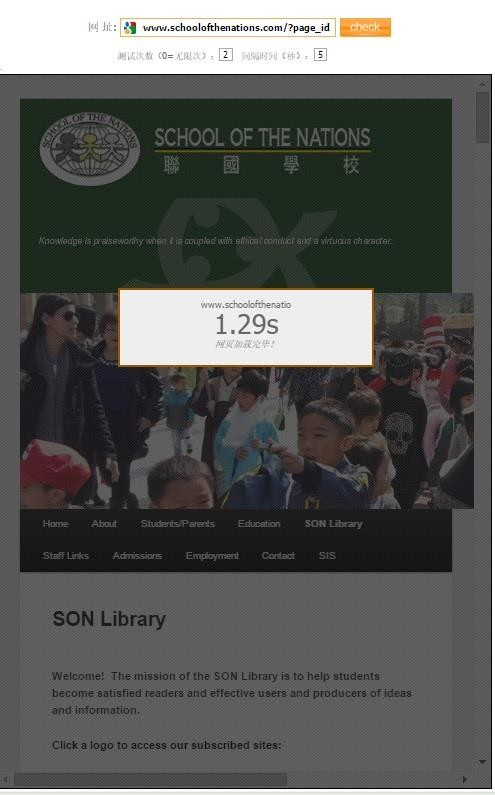 网 址: www.schoolofthenations.com/?page_id check
测试次数（0=无限次）: 2 间隔时间（秒）: 5
SCHOOL OF THE NATIONS
SCHOOL OF THE NATIONS
聯 國 學 校
Knowledge is praiseworthy when it is coupled with ethical conduct and a virtuous character.
www.schoolofthenatio
1.29s
网页加载完毕！
Home About Students/Parents Education SON Library
Staff Links Admissions Employment Contact SIS
SON Library
Welcome! The mission of the SON Library is to help students
become satisfied readers and effective users and producers of ideas
and information.
Click a logo to access our subscribed sites: